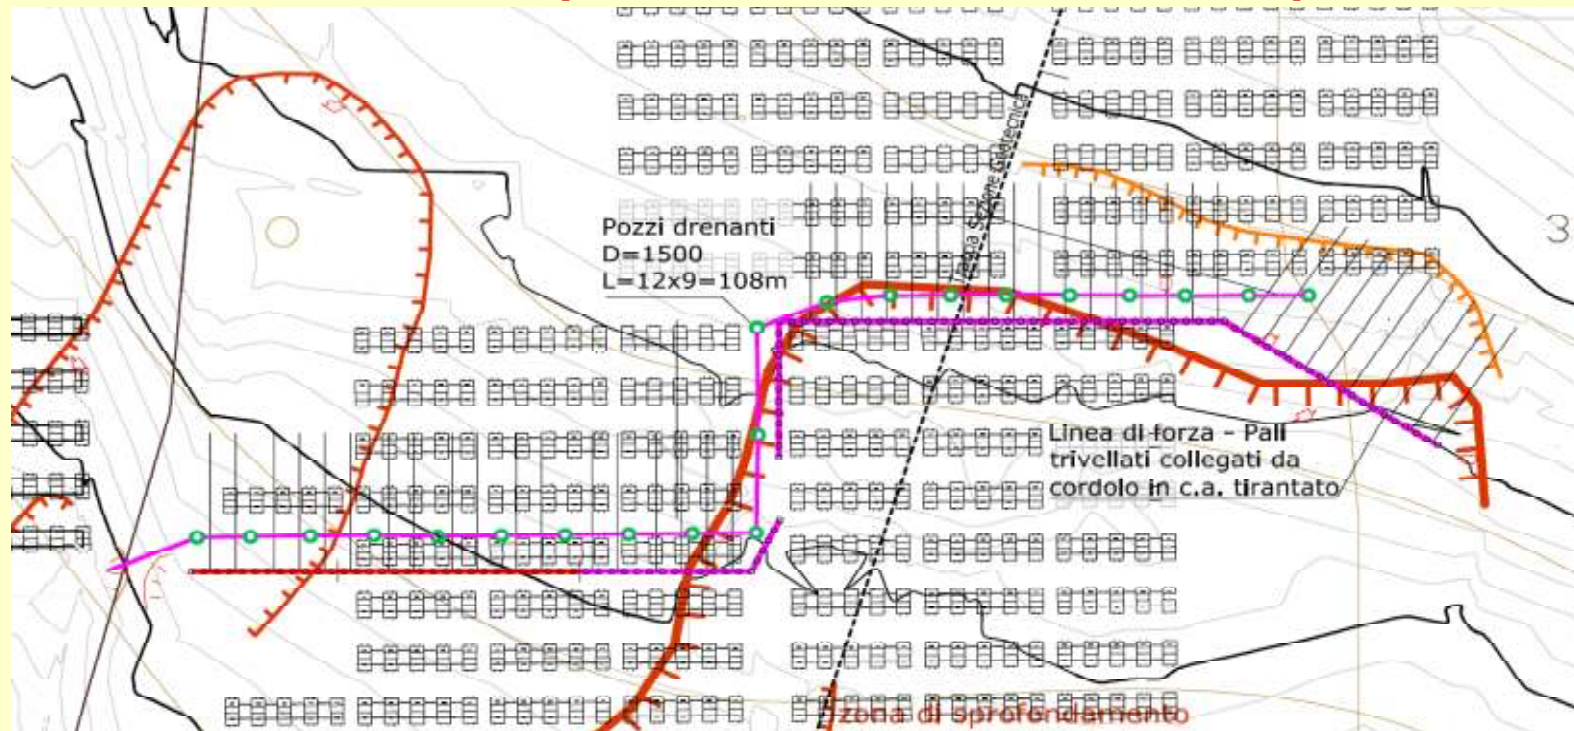 Traccia Sezione Geotecnica
3
Pozzi drenanti
D=1500
L=12x9=108m
Linea di forza - Pali
trivellati collegati da
cordolo in c.a. tirantato
zona di sprofondamento